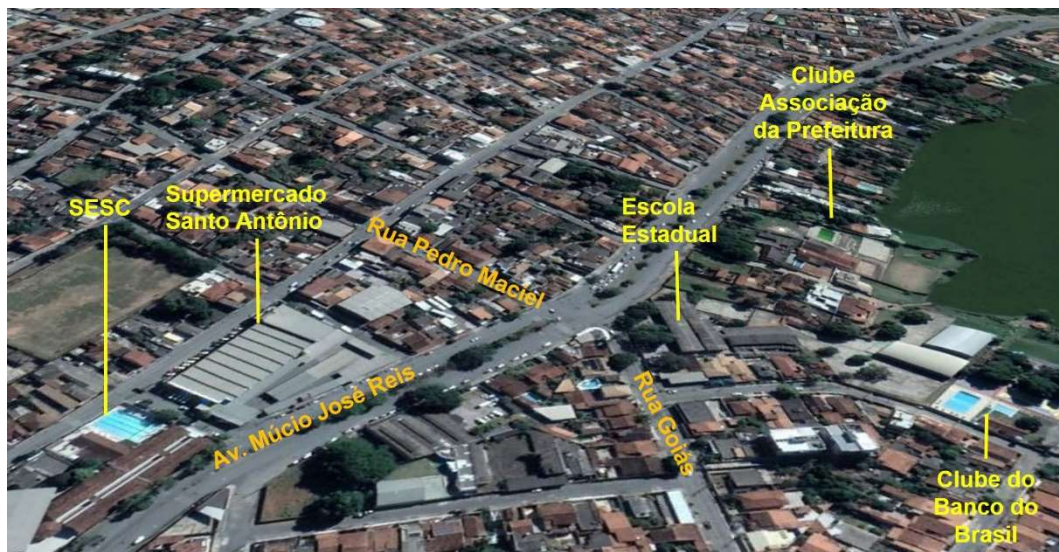 Clube
Associação
da Prefeitura
SESC
Supermercado
Santo Antônio
Escola
Estadual
Rua Pedro Maciel
Av. Múcio José Reis
Rua Goiás
Clube do
Banco do
Brasil